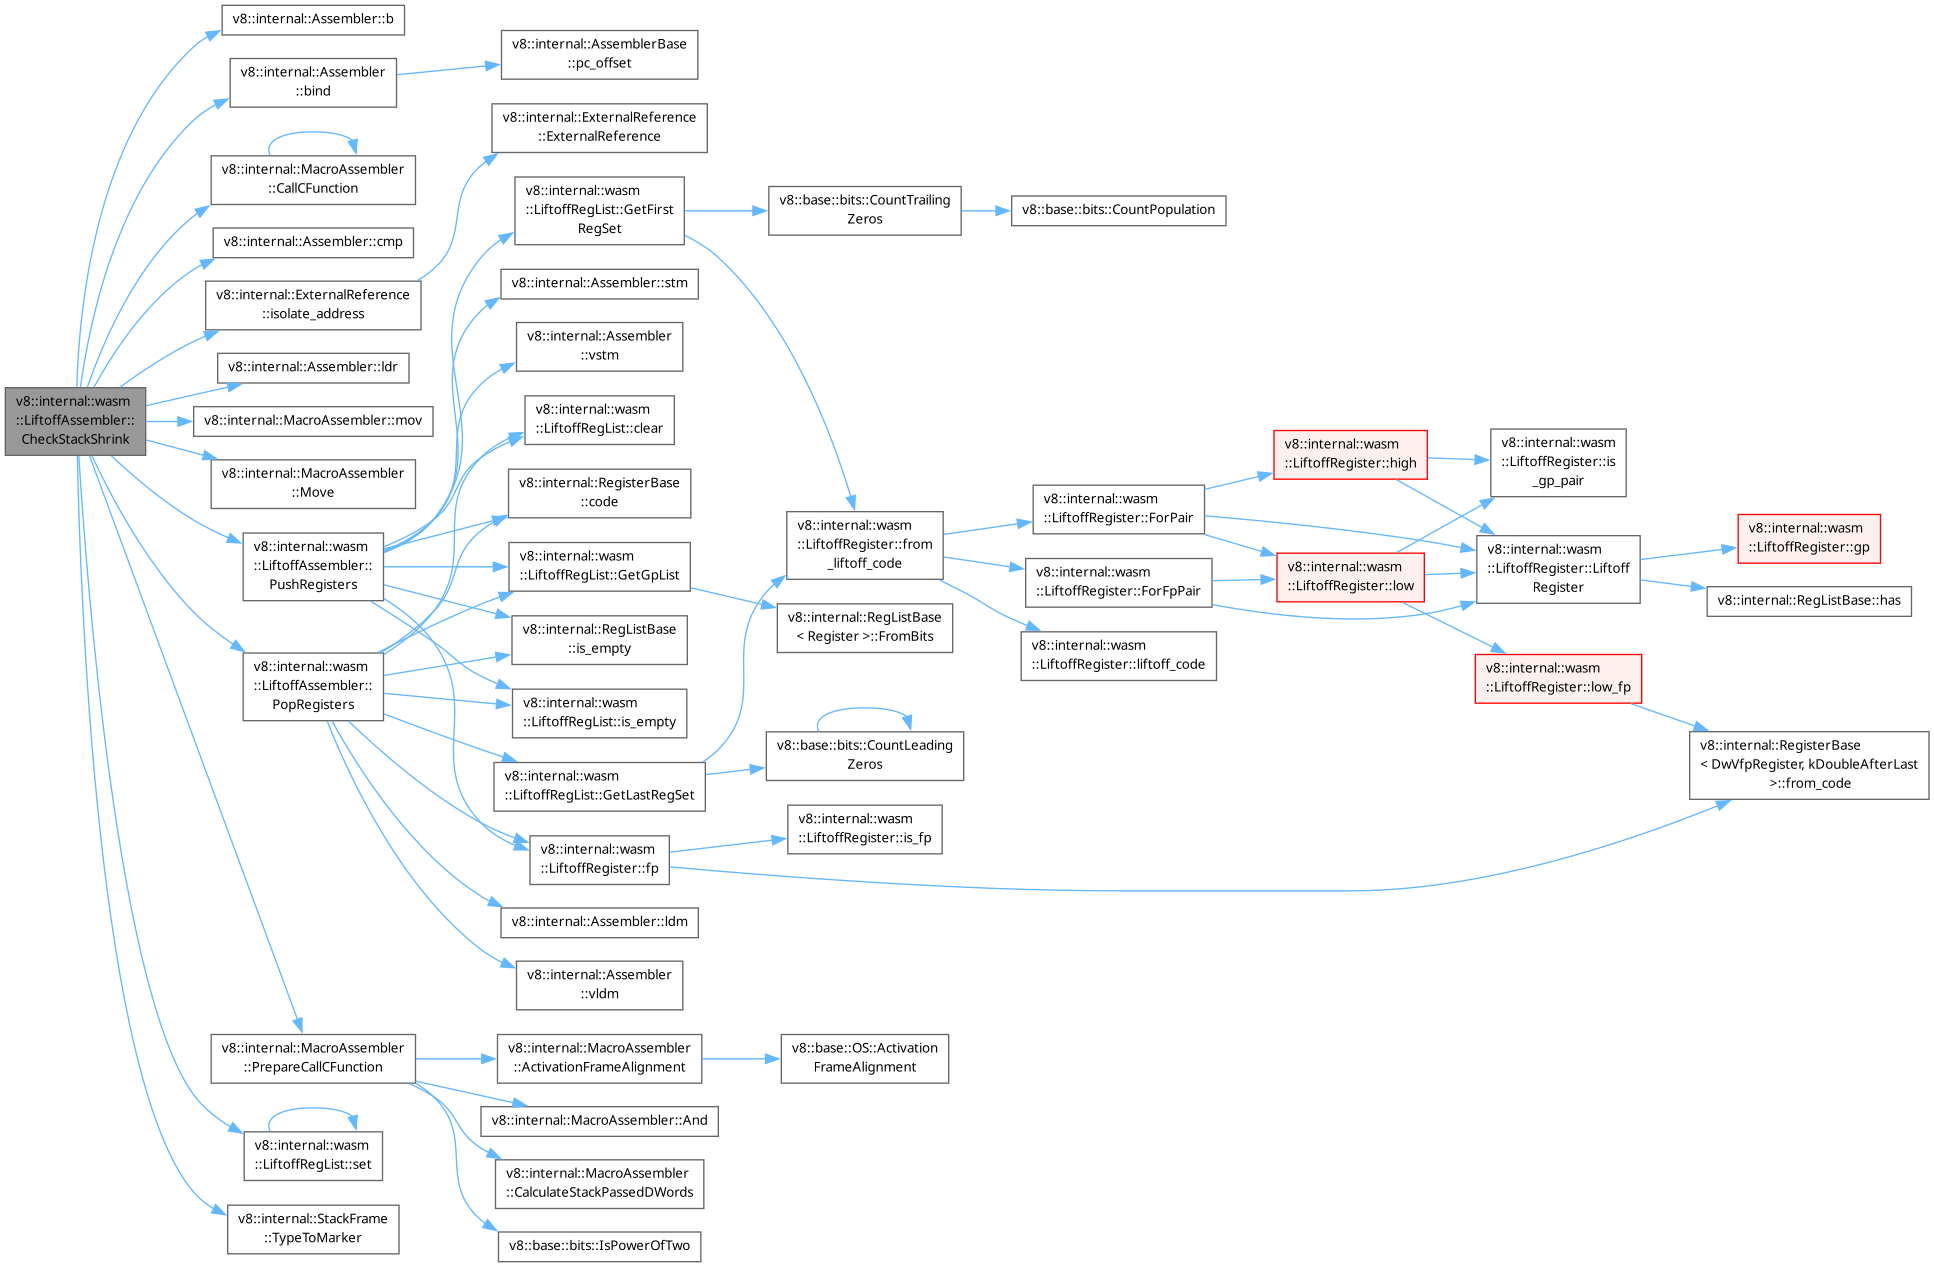 v8::internal::wasm
::LiftoffAssembler::
CheckStackShrink
v8::internal::Assembler::b
v8::internal::Assembler
::bind
v8::internal::MacroAssembler
::CallCFunction
v8::internal::Assembler::cmp
v8::internal::ExternalReference
::isolate_address
v8::internal::Assembler::ldr
v8::internal::MacroAssembler::mov
v8::internal::MacroAssembler
::Move
v8::internal::wasm
::LiftoffAssembler::
PushRegisters
v8::internal::wasm
::LiftoffAssembler::
PopRegisters
v8::internal::MacroAssembler
::PrepareCallCFunction
v8::internal::wasm
::LiftoffRegList::set
v8::internal::StackFrame
::TypeToMarker
v8::internal::AssemblerBase
::pc_offset
v8::internal::ExternalReference
::ExternalReference
v8::internal::wasm
::LiftoffRegList::GetFirst
RegSet
v8::internal::Assembler::stm
v8::internal::Assembler
::vstm
v8::internal::wasm
::LiftoffRegList::clear
v8::internal::RegisterBase
::code
v8::internal::wasm
::LiftoffRegList::GetGpList
v8::internal::RegListBase
::is_empty
v8::internal::wasm
::LiftoffRegList::is_empty
v8::internal::wasm
::LiftoffRegList::GetLastRegSet
v8::internal::wasm
::LiftoffRegister::fp
v8::internal::Assembler::ldm
v8::internal::Assembler
::vldm
v8::internal::MacroAssembler
::ActivationFrameAlignment
v8::internal::MacroAssembler::And
v8::internal::MacroAssembler
::CalculateStackPassedDWords
v8::base::bits::IsPowerOfTwo
v8::base::bits::CountTrailing
Zeros
v8::internal::wasm
::LiftoffRegister::from
_liftoff_code
v8::internal::RegListBase
< Register >::FromBits
v8::base::bits::CountLeading
Zeros
v8::internal::wasm
::LiftoffRegister::is_fp
v8::base::OS::Activation
FrameAlignment
v8::base::bits::CountPopulation
v8::internal::wasm
::LiftoffRegister::ForPair
v8::internal::wasm
::LiftoffRegister::ForFpPair
v8::internal::wasm
::LiftoffRegister::liftoff_code
v8::internal::wasm
::LiftoffRegister::high
v8::internal::wasm
::LiftoffRegister::low
v8::internal::wasm
::LiftoffRegister::is
_gp_pair
v8::internal::wasm
::LiftoffRegister::Liftoff
Register
v8::internal::wasm
::LiftoffRegister::low_fp
v8::internal::wasm
::LiftoffRegister::gp
v8::internal::RegListBase::has
v8::internal::RegisterBase
< DwVfpRegister, kDoubleAfterLast
>::from_code